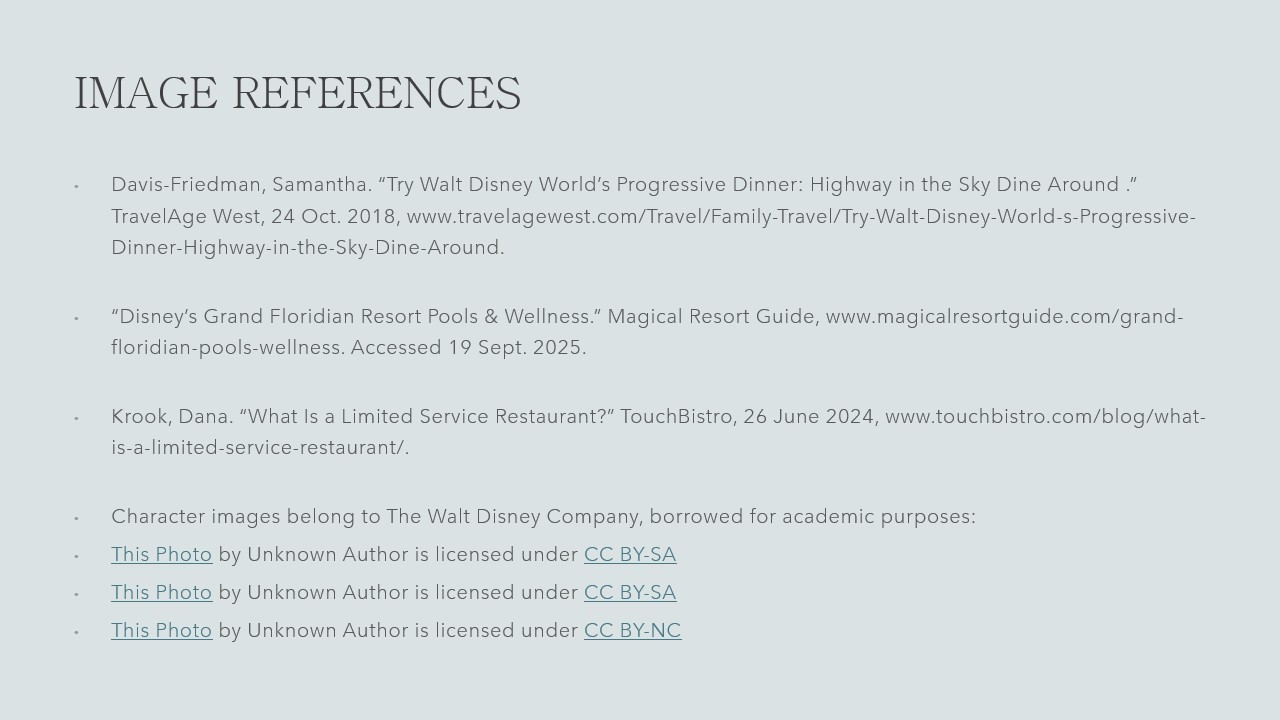 IMAGE REFERENCES
• Davis-Friedman, Samantha. “Try Walt Disney World’s Progressive Dinner: Highway in the Sky Dine Around .”
TravelAge West, 24 Oct. 2018, www.travelagewest.com/Travel/Family-Travel/Try-Walt-Disney-World-s-Progressive-
Dinner-Highway-in-the-Sky-Dine-Around.
• “Disney’s Grand Floridian Resort Pools & Wellness.” Magical Resort Guide, www.magicalresortguide.com/grand-
floridian-pools-wellness. Accessed 19 Sept. 2025.
• Krook, Dana. “What Is a Limited Service Restaurant?” TouchBistro, 26 June 2024, www.touchbistro.com/blog/what-
is-a-limited-service-restaurant/.
• Character images belong to The Walt Disney Company, borrowed for academic purposes:
• This Photo by Unknown Author is licensed under CC BY-SA
• This Photo by Unknown Author is licensed under CC BY-SA
• This Photo by Unknown Author is licensed under CC BY-NC